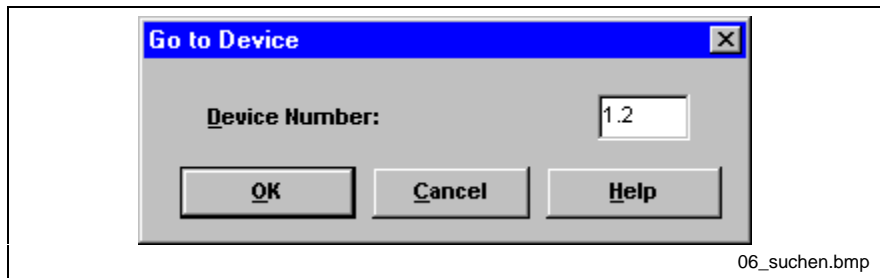 Go to Device
Device Number: 1.2
OK Cancel Help
06_suchen.bmp